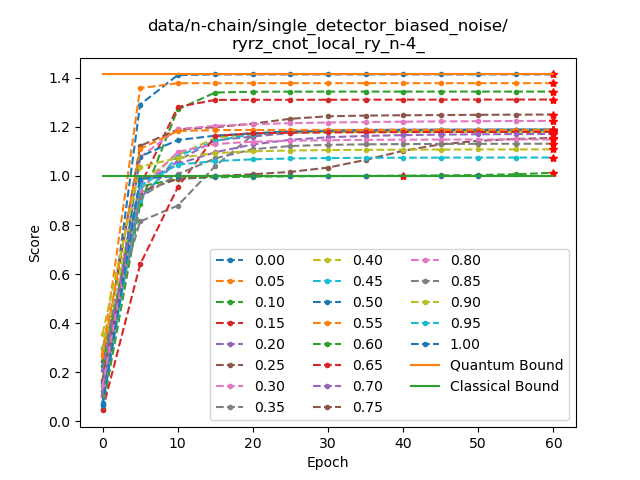 data/n-chain/single_detector_biased_noise/
ryrz_cnot_local_ry_n-4_
Score
1.4
1.2
1.0
0.8
0.6
0.4
0.2
0.0
0.00 0.40 0.80
0.05 0.45 0.85
0.10 0.50 0.90
0.15 0.55 0.95
0.20 0.60 1.00
0.25 0.65 Quantum Bound
0.30 0.70 Classical Bound
0.35 0.75
0 10 20 30 40 50 60
Epoch